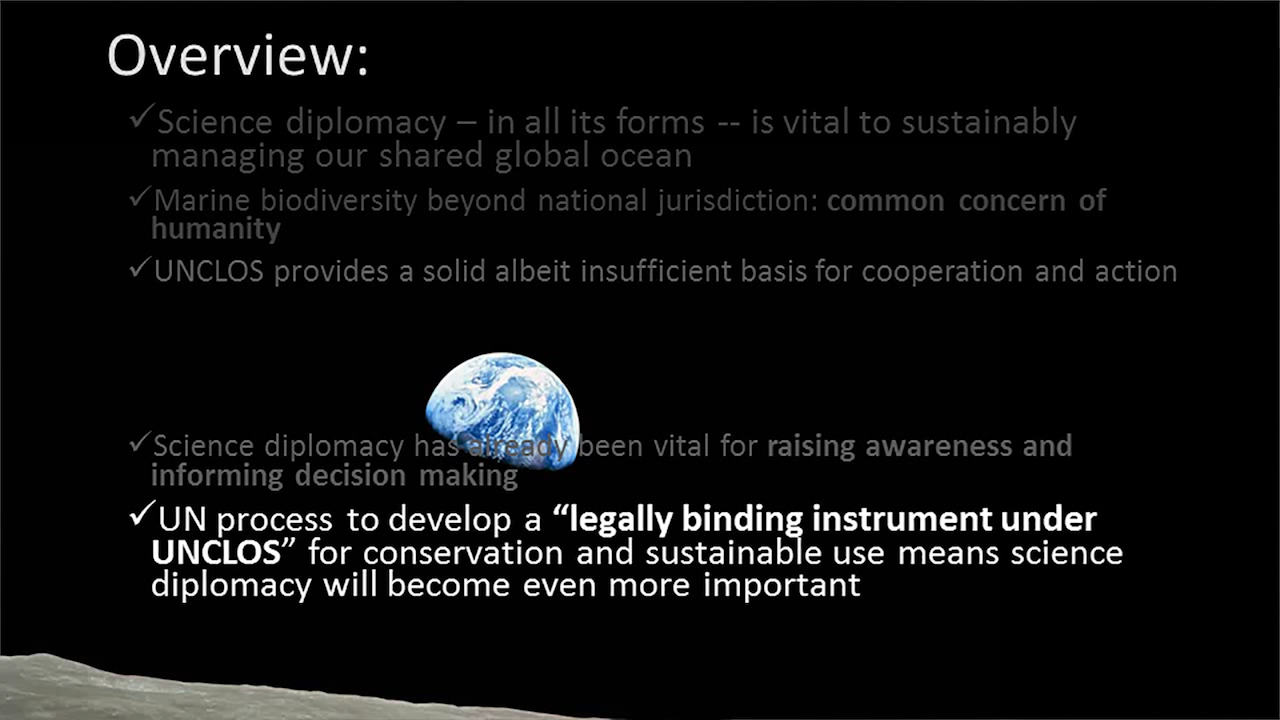 Overview:
✓Science diplomacy – in all its forms -- is vital to sustainably
managing our shared global ocean
✓Marine biodiversity beyond national jurisdiction: common concern of
humanity
✓UNCLOS provides a solid albeit insufficient basis for cooperation and action
✓Science diplomacy has already been vital for raising awareness and
informing decision making
✓UN process to develop a “legally binding instrument under
UNCLOS” for conservation and sustainable use means science
diplomacy will become even more important